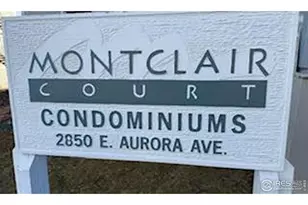 MONTCLAIR
COURT
CONDOMINIUMS
2850 E. AURORA AVE.